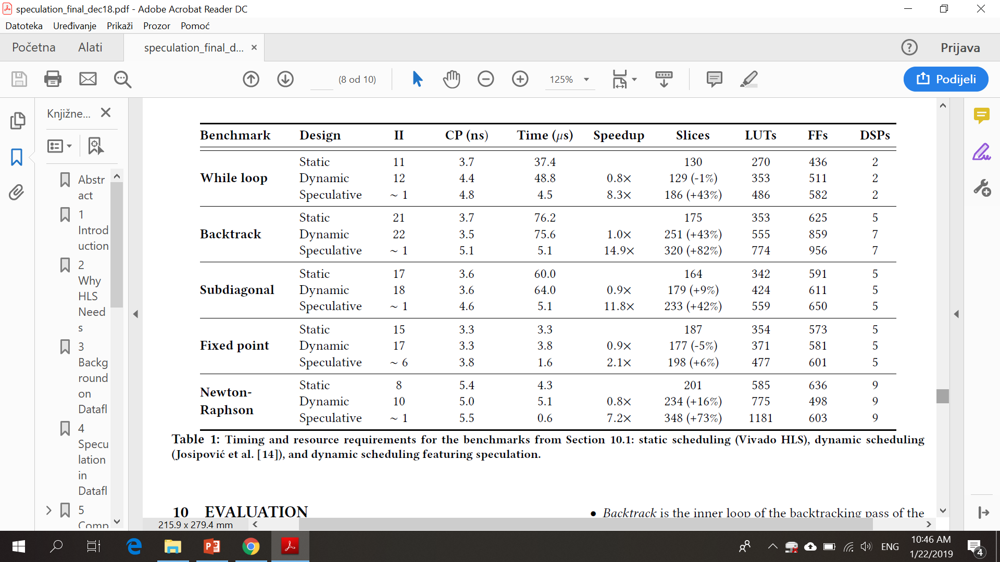 speculation_final_dec18.pdf - Adobe Acrobat Reader DC
Datoteka Uređivanje Prikaži Prozor Pomoć
Početna Alati speculation_final_d... × Prijava
(8 od 10) 125% Podijeli
Knjižne...
Abstr
act
1
Introd
uction
2
Why
HLS
Need
s
3
Backg
round
on
Datafl
4
Specu
lation
in
Datafl
5
Comp
Benchmark Design II CP (ns) Time (μs) Speedup Slices LUTs FFs DSPs
While loop
Static 11 3.7 37.4 130 270 436 2
Dynamic 12 4.4 48.8 0.8× 129 (-1%) 353 511 2
Speculative ~ 1 4.8 4.5 8.3× 186 (+43%) 486 582 2
Backtrack
Static 21 3.7 76.2 175 353 625 5
Dynamic 22 3.5 75.6 1.0× 251 (+43%) 555 859 7
Speculative ~ 1 5.1 5.1 14.9× 320 (+82%) 774 956 7
Subdiagonal
Static 17 3.6 60.0 164 342 591 5
Dynamic 18 3.6 64.0 0.9× 179 (+9%) 424 611 5
Speculative ~ 1 4.6 5.1 11.8× 233 (+42%) 559 650 5
Fixed point
Static 15 3.3 3.3 187 354 573 5
Dynamic 17 3.3 3.8 0.9× 177 (-5%) 371 581 5
Speculative ~ 6 3.8 1.6 2.1× 198 (+6%) 477 601 5
Newton-
Raphson
Static 8 5.4 4.3 201 585 636 9
Dynamic 10 5.0 5.1 0.8× 234 (+16%) 775 498 9
Speculative ~ 1 5.5 0.6 7.2× 348 (+73%) 1181 603 9
Table 1: Timing and resource requirements for the benchmarks from Section 10.1: static scheduling (Vivado HLS), dynamic scheduling
(Josipović et al. [14]), and dynamic scheduling featuring speculation.
10 EVALUATION
• Backtrack is the inner loop of the backtracking pass of the
215.9 x 279.4 mm
ENG
10:46 AM
1/22/2019
4